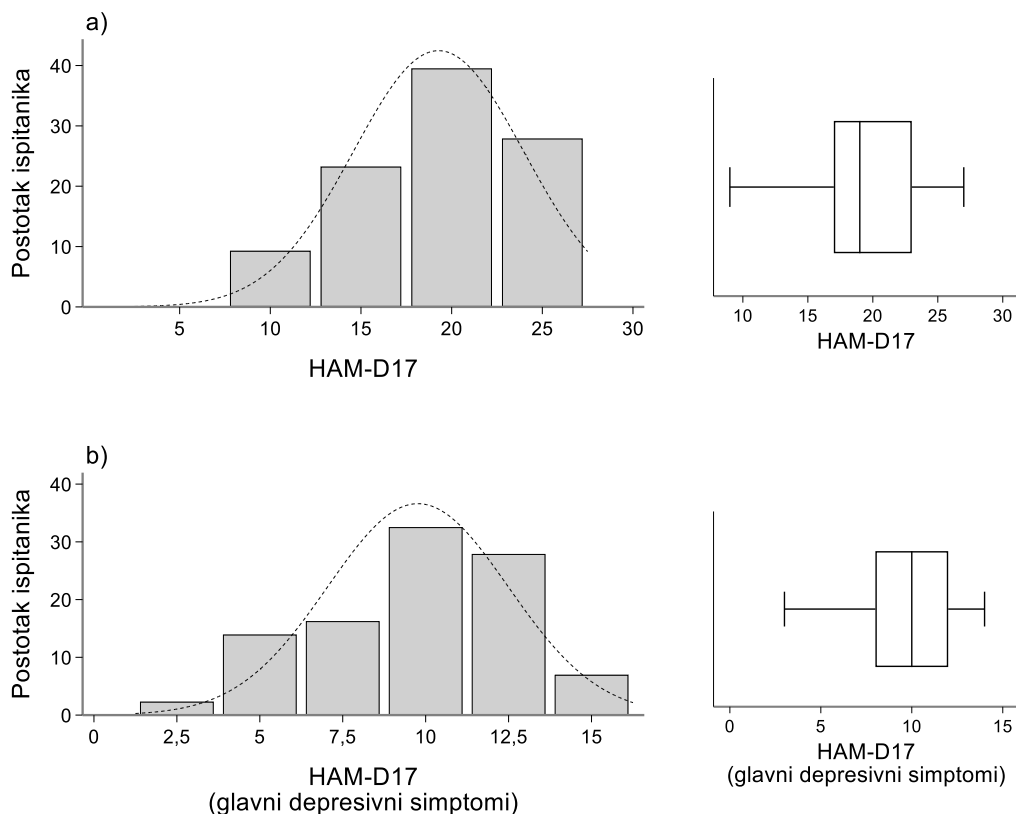 a)
Postotak ispitanika
40
30
20
10
0
5 10 15 20 25 30
HAM-D17
10 15 20 25 30
HAM-D17
b)
Postotak ispitanika
40
30
20
10
0
0 2,5 5 7,5 10 12,5 15
HAM-D17
(glavni depresivni simptomi)
0 5 10 15
HAM-D17
(glavni depresivni simptomi)